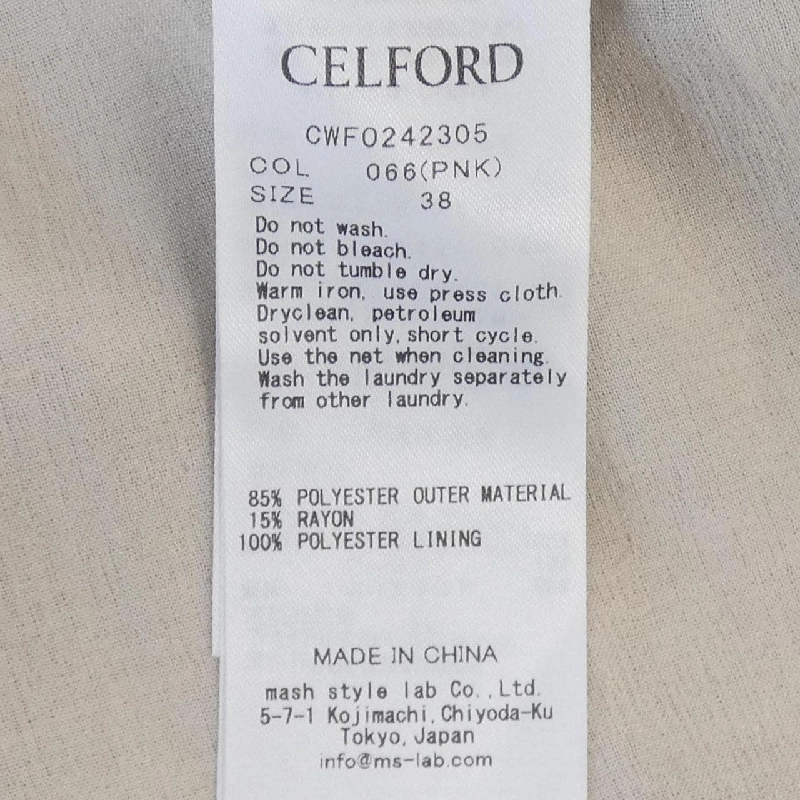 CELFORD
CWF0242305
COL 066(PNK)
SIZE 38
Do not wash.
Do not bleach.
Do not tumble dry.
Warm iron, use press cloth.
Dryclean, petroleum
solvent only, short cycle.
Use the net when cleaning.
Wash the laundry separately
from other laundry.
85% POLYESTER OUTER MATERIAL
15% RAYON
100% POLYESTER LINING
MADE IN CHINA
mash style lab Co.,Ltd.
5-7-1 Kojimachi,Chiyoda-Ku
Tokyo,Japan
info@ms-lab.com